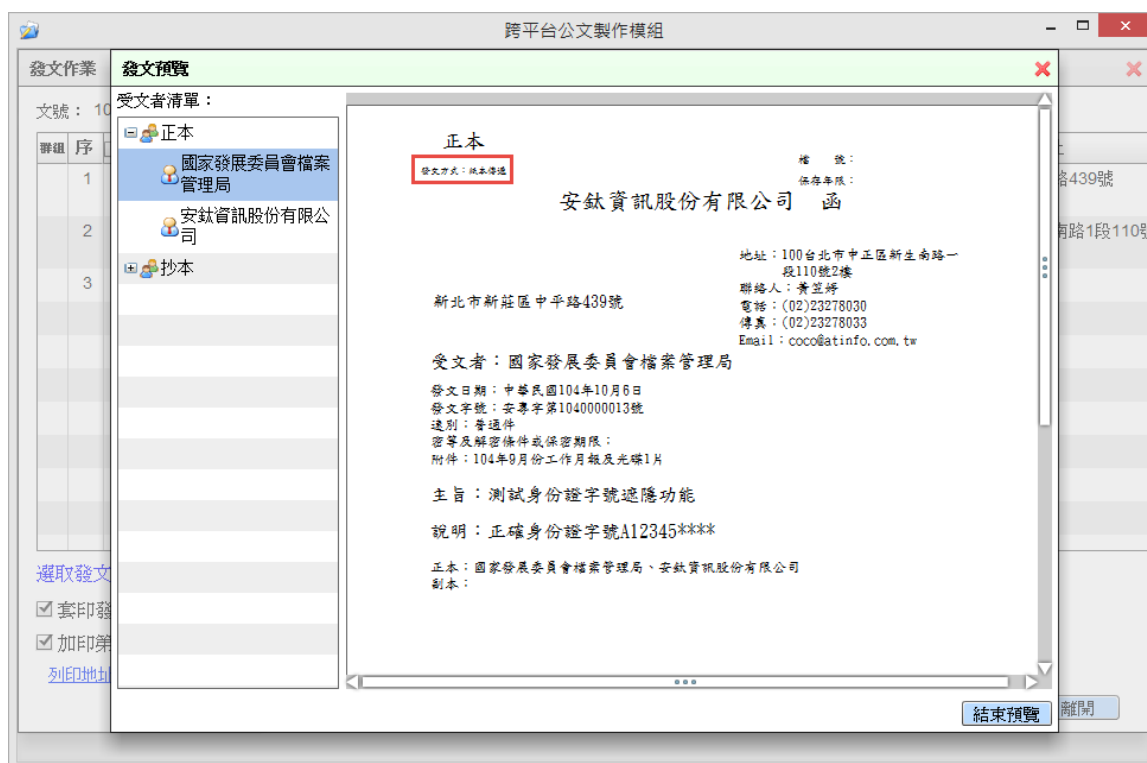 跨平台公文製作模組
發文作業
發文預覽
文號： 10
受文者清單：
群組 序
正本
國家發展委員會檔案
管理局
安鈦資訊股份有限公
司
抄本
1
2
3
路439號
南路1段110號
正本
發文方式：紙本傳遞
檔　號：
保存年限：
安鈦資訊股份有限公司　函
地址：100台北市中正區新生南路一
段110號2樓
聯絡人：黃笠婷
電話：(02)23278030
傳真：(02)23278033
Email：coco@atinfo.com.tw
新北市新莊區中平路439號
受文者：國家發展委員會檔案管理局
發文日期：中華民國104年10月6日
發文字號：安專字第1040000013號
速別：普通件
密等及解密條件或保密期限：
附件：104年9月份工作月報及光碟1片
主旨：測試身份證字號遮隱功能
說明：正確身份證字號A12345****
正本：國家發展委員會檔案管理局、安鈦資訊股份有限公司
副本：
選取發文
套印發
加印第
列印地址
結束預覽
離開